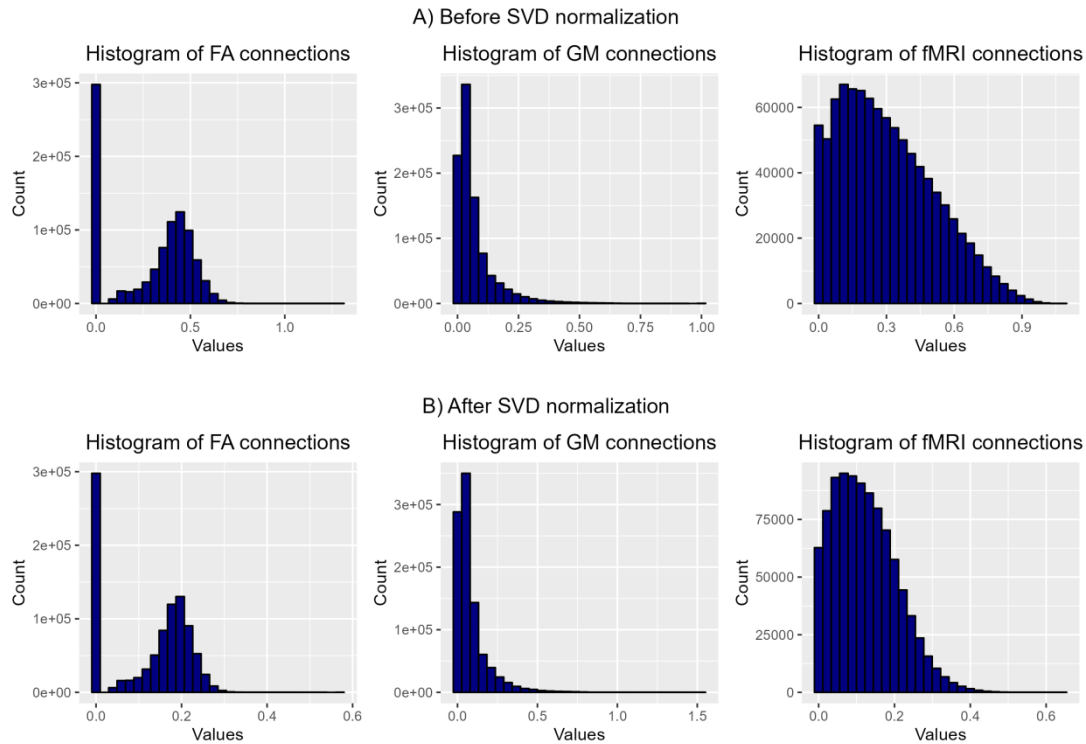 A) Before SVD normalization
Histogram of FA connections
3e+05
2e+05
1e+05
0e+00
Count
0.0 0.5 1.0
Values
Histogram of GM connections
3e+05
2e+05
1e+05
0e+00
Count
0.00 0.25 0.50 0.75 1.00
Values
Histogram of fMRI connections
60000
40000
20000
0
Count
0.0 0.3 0.6 0.9
Values
B) After SVD normalization
Histogram of FA connections
3e+05
2e+05
1e+05
0e+00
Count
0.0 0.2 0.4 0.6
Values
Histogram of GM connections
3e+05
2e+05
1e+05
0e+00
Count
0.0 0.5 1.0 1.5
Values
Histogram of fMRI connections
75000
50000
25000
0
Count
0.0 0.2 0.4 0.6
Values